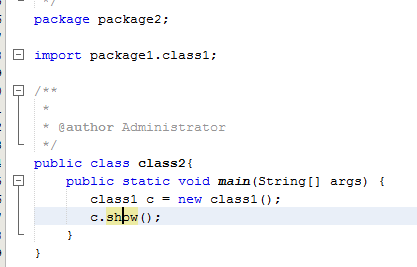 */
package package2;
import package1.class1;
/**
*
* @author Administrator
*/
public class class2{
public static void main(String[] args) {
class1 c = new class1();
c.show();
}
}